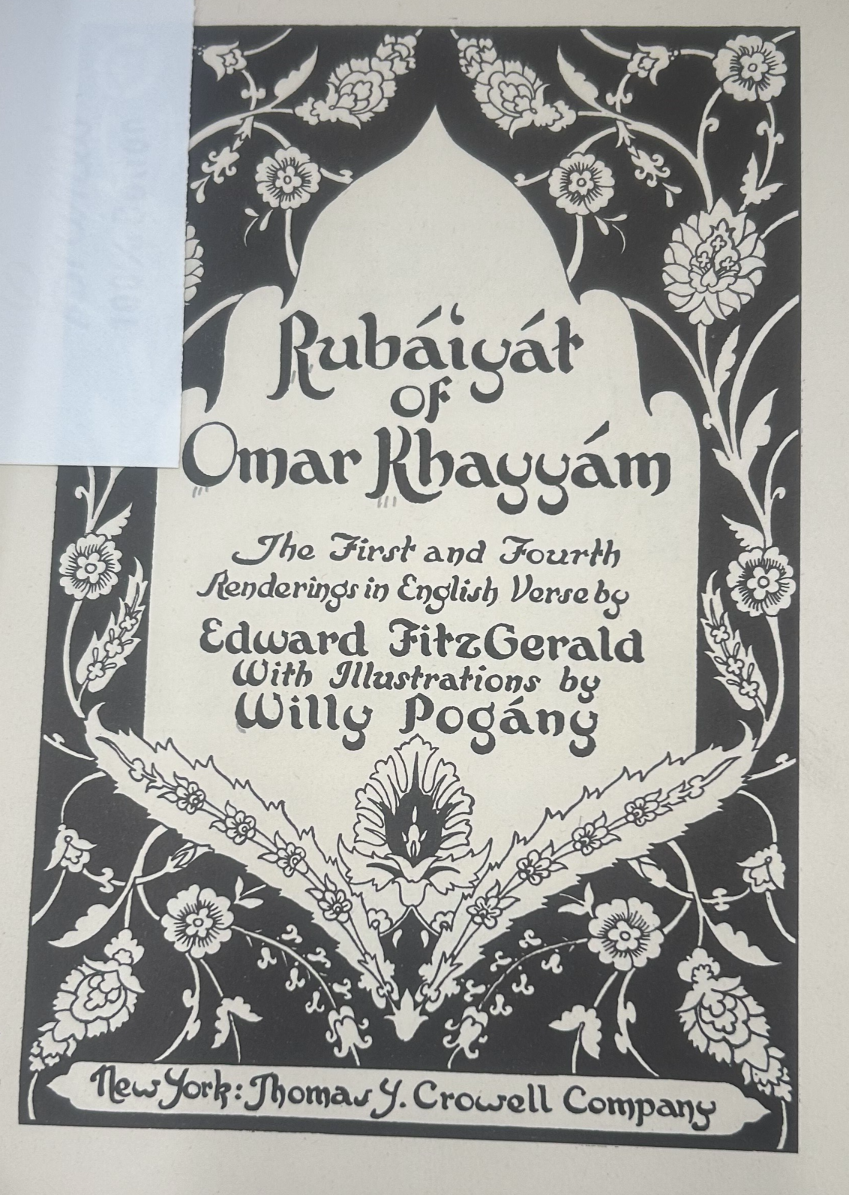 Rubáiyát
of
Omar Khayyám
The First and Fourth
Renderings in English Verse by
Edward FitzGerald
With Illustrations by
Willy Pogány
New York: Thomas Y. Crowell Company